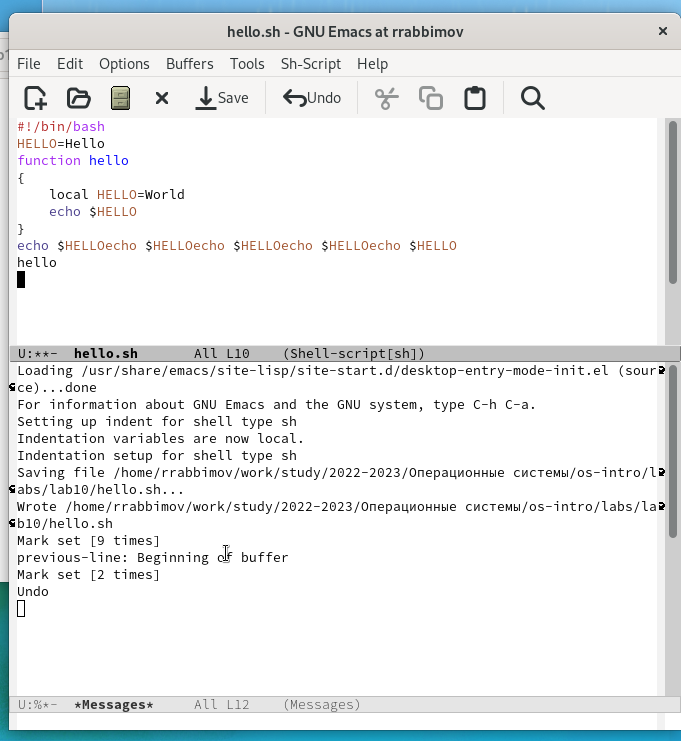 hello.sh - GNU Emacs at rrabbimov
File Edit Options Buffers Tools Sh-Script Help
Save Undo
#!/bin/bash
HELLO=Hello
function hello
{
    local HELLO=World
    echo $HELLO
}
echo $HELLOecho $HELLOecho $HELLOecho $HELLOecho $HELLO
hello
U:**-  hello.sh       All L10    (Shell-script[sh])
Loading /usr/share/emacs/site-lisp/site-start.d/desktop-entry-mode-init.el (sour
ce)...done
For information about GNU Emacs and the GNU system, type C-h C-a.
Setting up indent for shell type sh
Indentation variables are now local.
Indentation setup for shell type sh
Saving file /home/rrabbimov/work/study/2022-2023/Операционные системы/os-intro/l
abs/lab10/hello.sh...
Wrote /home/rrabbimov/work/study/2022-2023/Операционные системы/os-intro/labs/la
b10/hello.sh
Mark set [9 times]
previous-line: Beginning of buffer
Mark set [2 times]
Undo
U:%*-  *Messages*     All L12    (Messages)